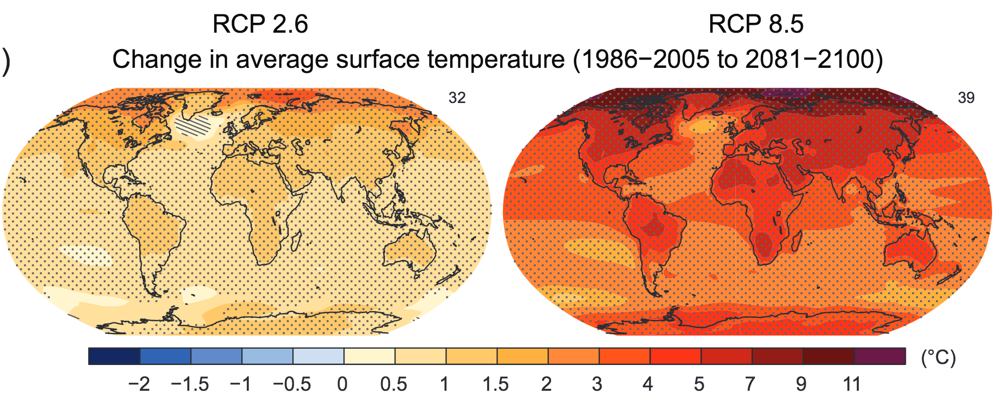 RCP 2.6 RCP 8.5
) Change in average surface temperature (1986−2005 to 2081−2100)
32 39
(°C)
−2 −1.5 −1 −0.5 0 0.5 1 1.5 2 3 4 5 7 9 11